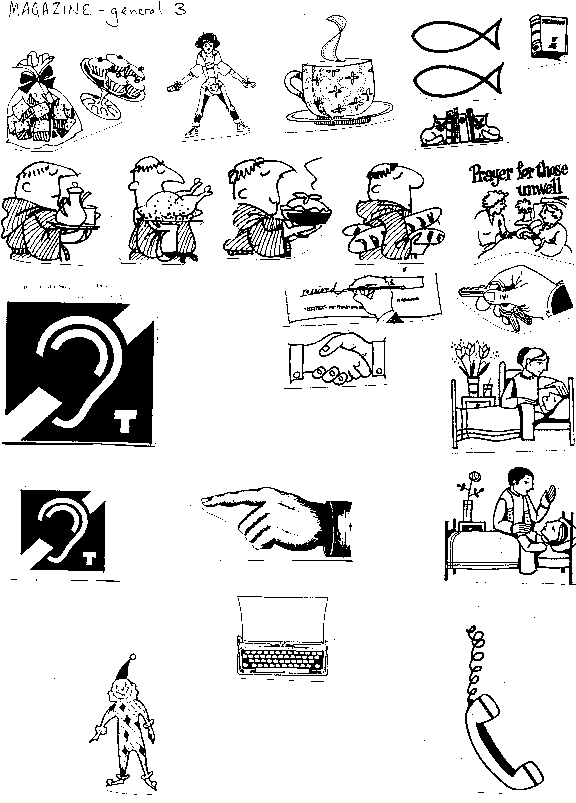 MAGAZINE - general 3
Prayer for those
unwell
T
T